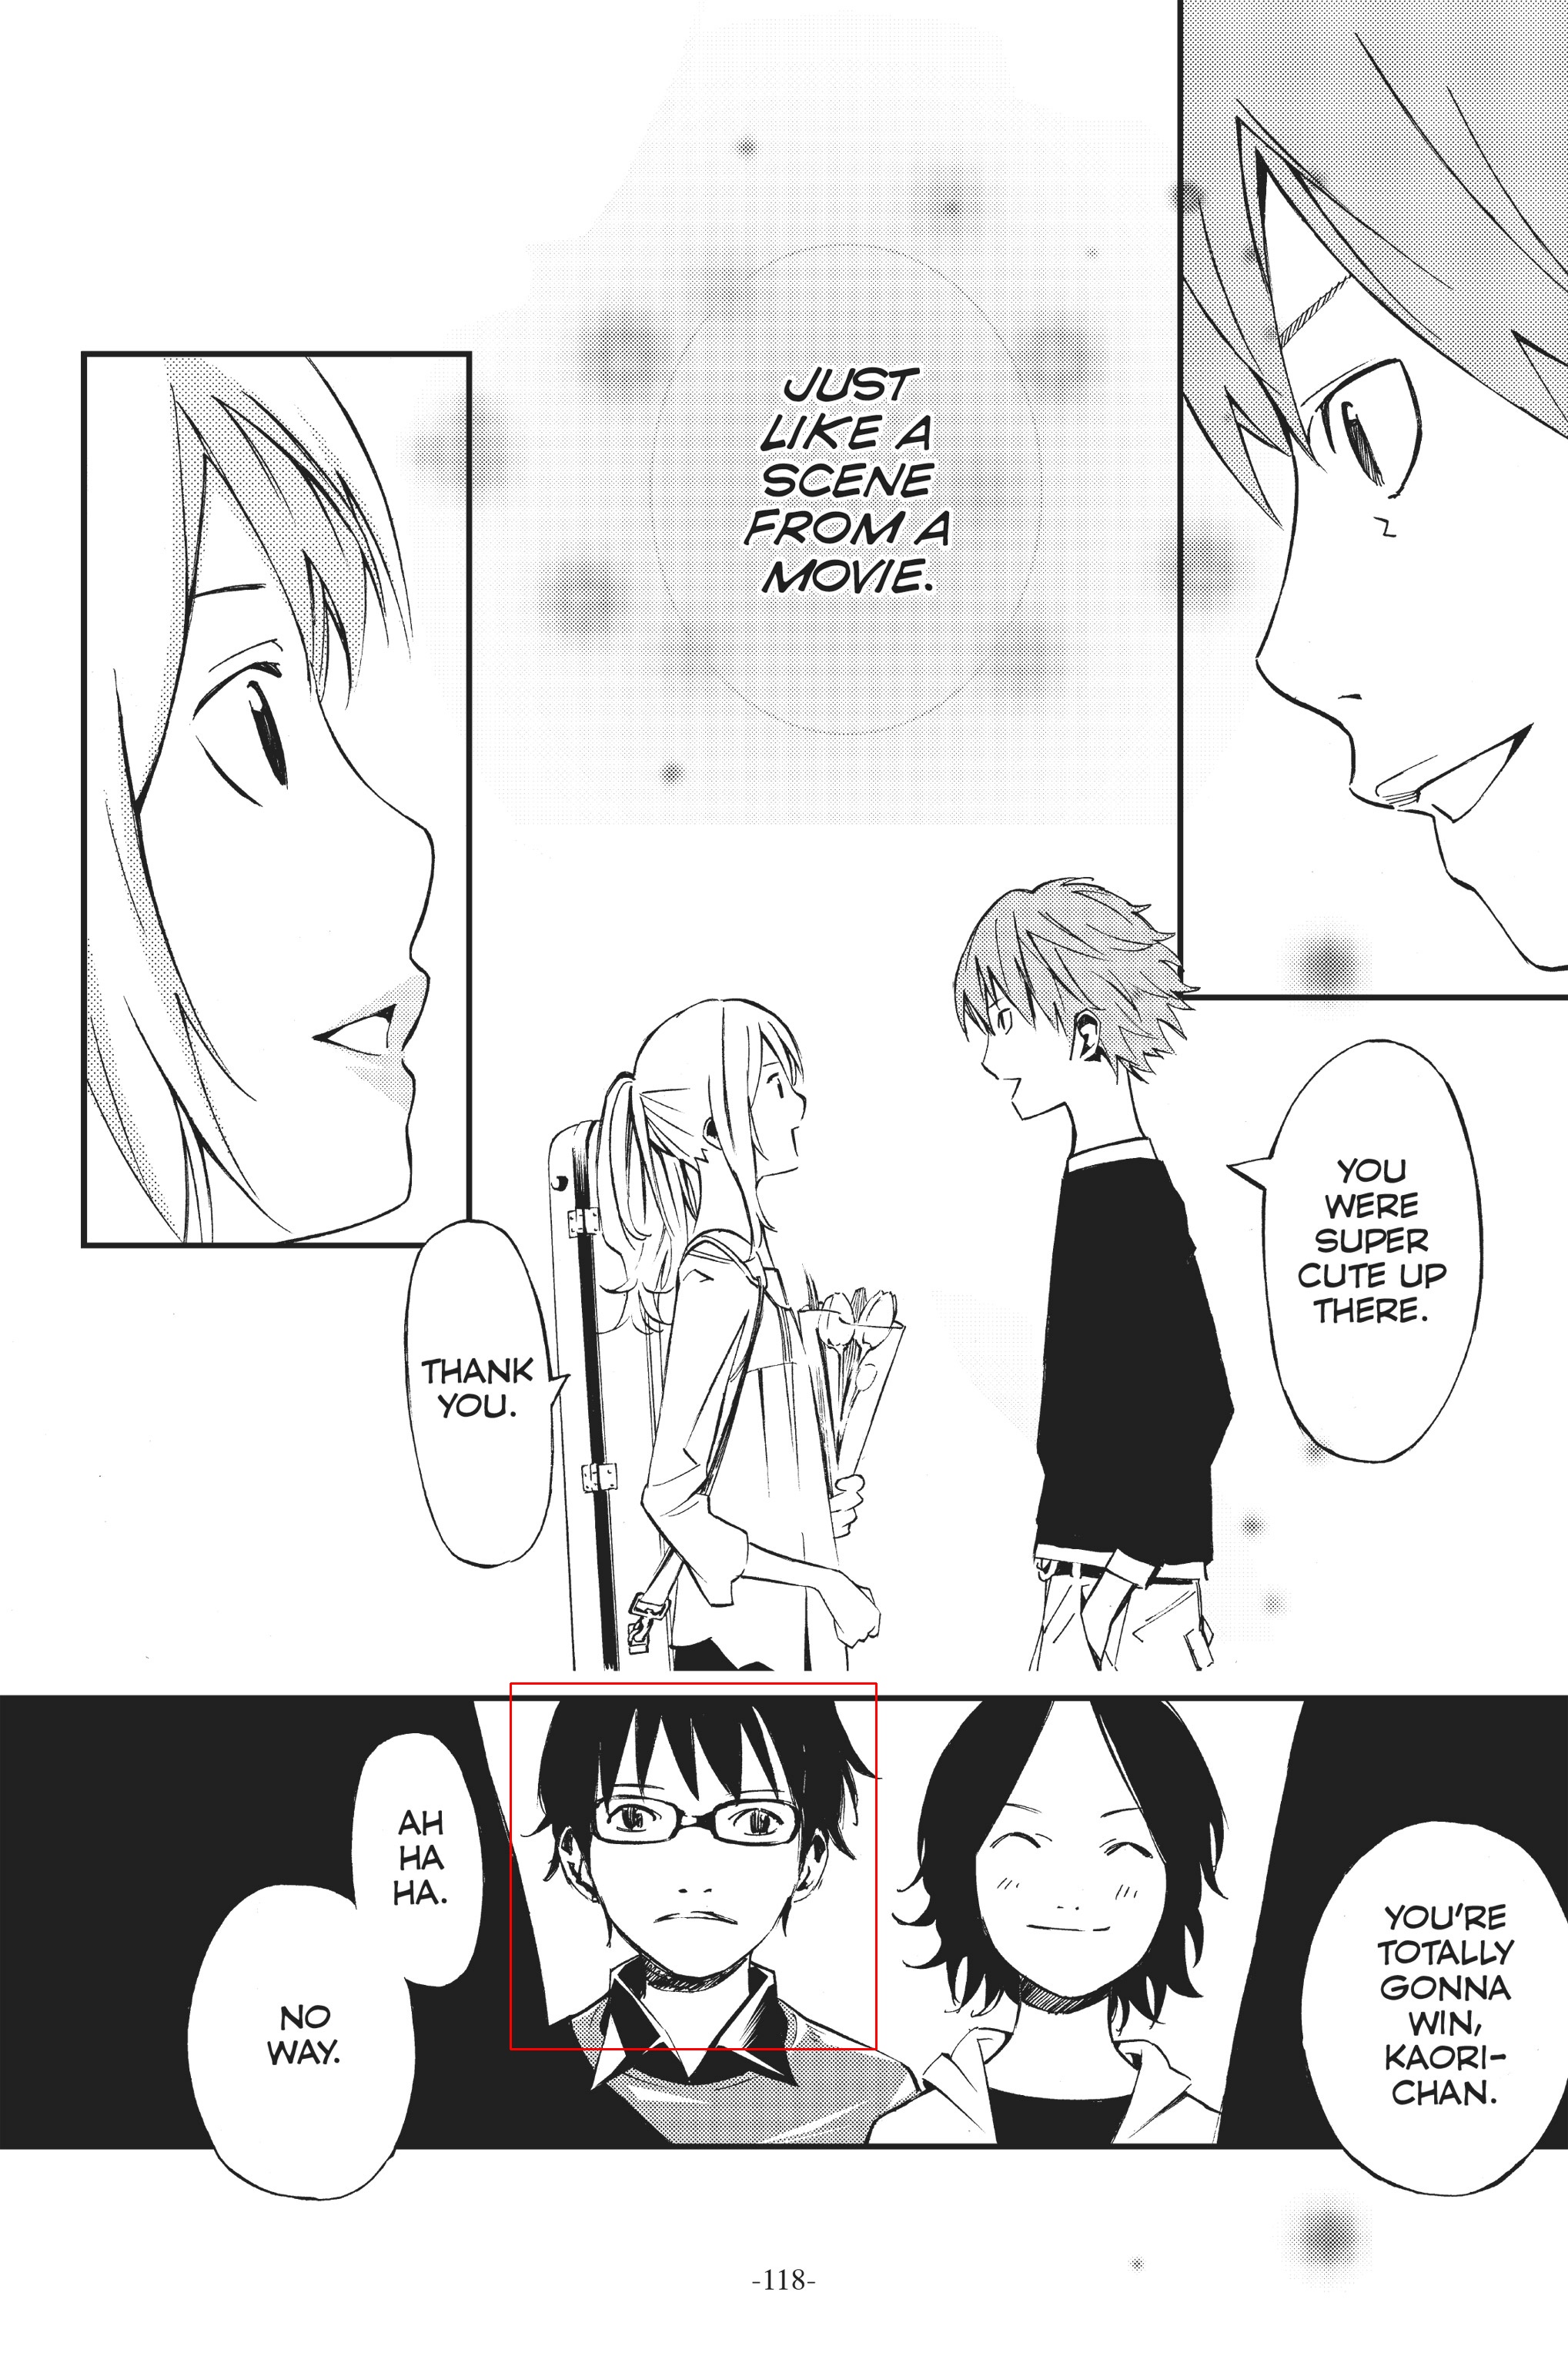 JUST
LIKE A
SCENE
FROM A
MOVIE.
YOU
WERE
SUPER
CUTE UP
THERE.
THANK
YOU.
AH
HA
HA.
NO
WAY.
YOU'RE
TOTALLY
GONNA
WIN,
KAORI-
CHAN.
-118-